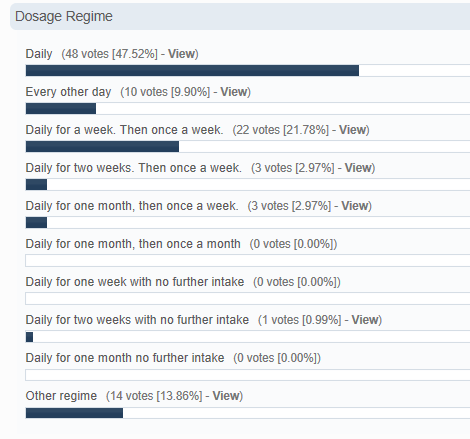 Dosage Regime
Daily (48 votes [47.52%] - View)
Every other day (10 votes [9.90%] - View)
Daily for a week. Then once a week. (22 votes [21.78%] - View)
Daily for two weeks. Then once a week. (3 votes [2.97%] - View)
Daily for one month, then once a week. (3 votes [2.97%] - View)
Daily for one month, then once a month (0 votes [0.00%])
Daily for one week with no further intake (0 votes [0.00%])
Daily for two weeks with no further intake (1 votes [0.99%] - View)
Daily for one month no further intake (0 votes [0.00%])
Other regime (14 votes [13.86%] - View)